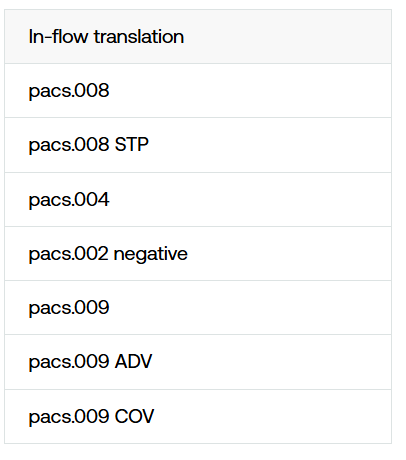 In-flow translation
pacs.008
pacs.008 STP
pacs.004
pacs.002 negative
pacs.009
pacs.009 ADV
pacs.009 COV